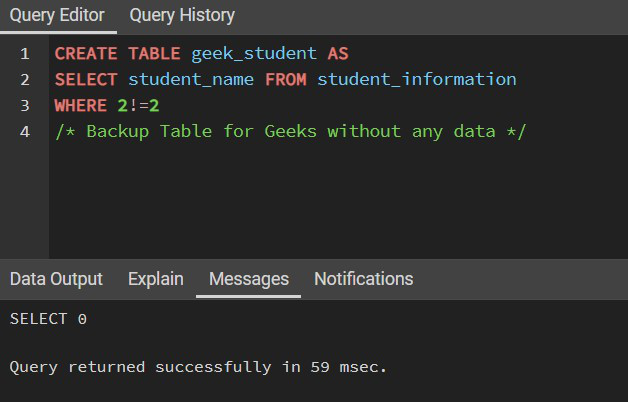 Query Editor Query History
1 CREATE TABLE geek_student AS
2 SELECT student_name FROM student_information
3 WHERE 2!=2
4 /* Backup Table for Geeks without any data */
Data Output Explain Messages Notifications
SELECT 0
Query returned successfully in 59 msec.